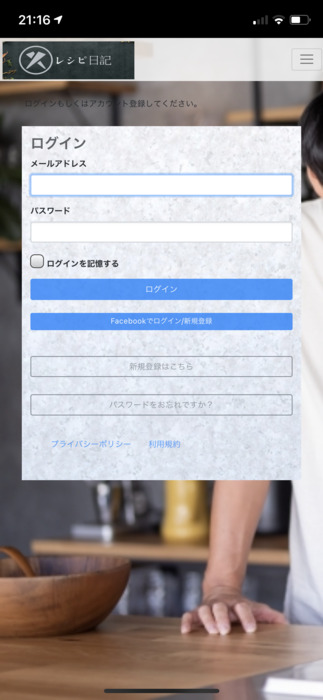 21:16
レシピ日記
ログインもしくはアカウント登録してください。
ログイン
メールアドレス
パスワード
ログインを記憶する
ログイン
Facebookでログイン/新規登録
新規登録はこちら
パスワードをお忘れですか？
プライバシーポリシー 利用規約